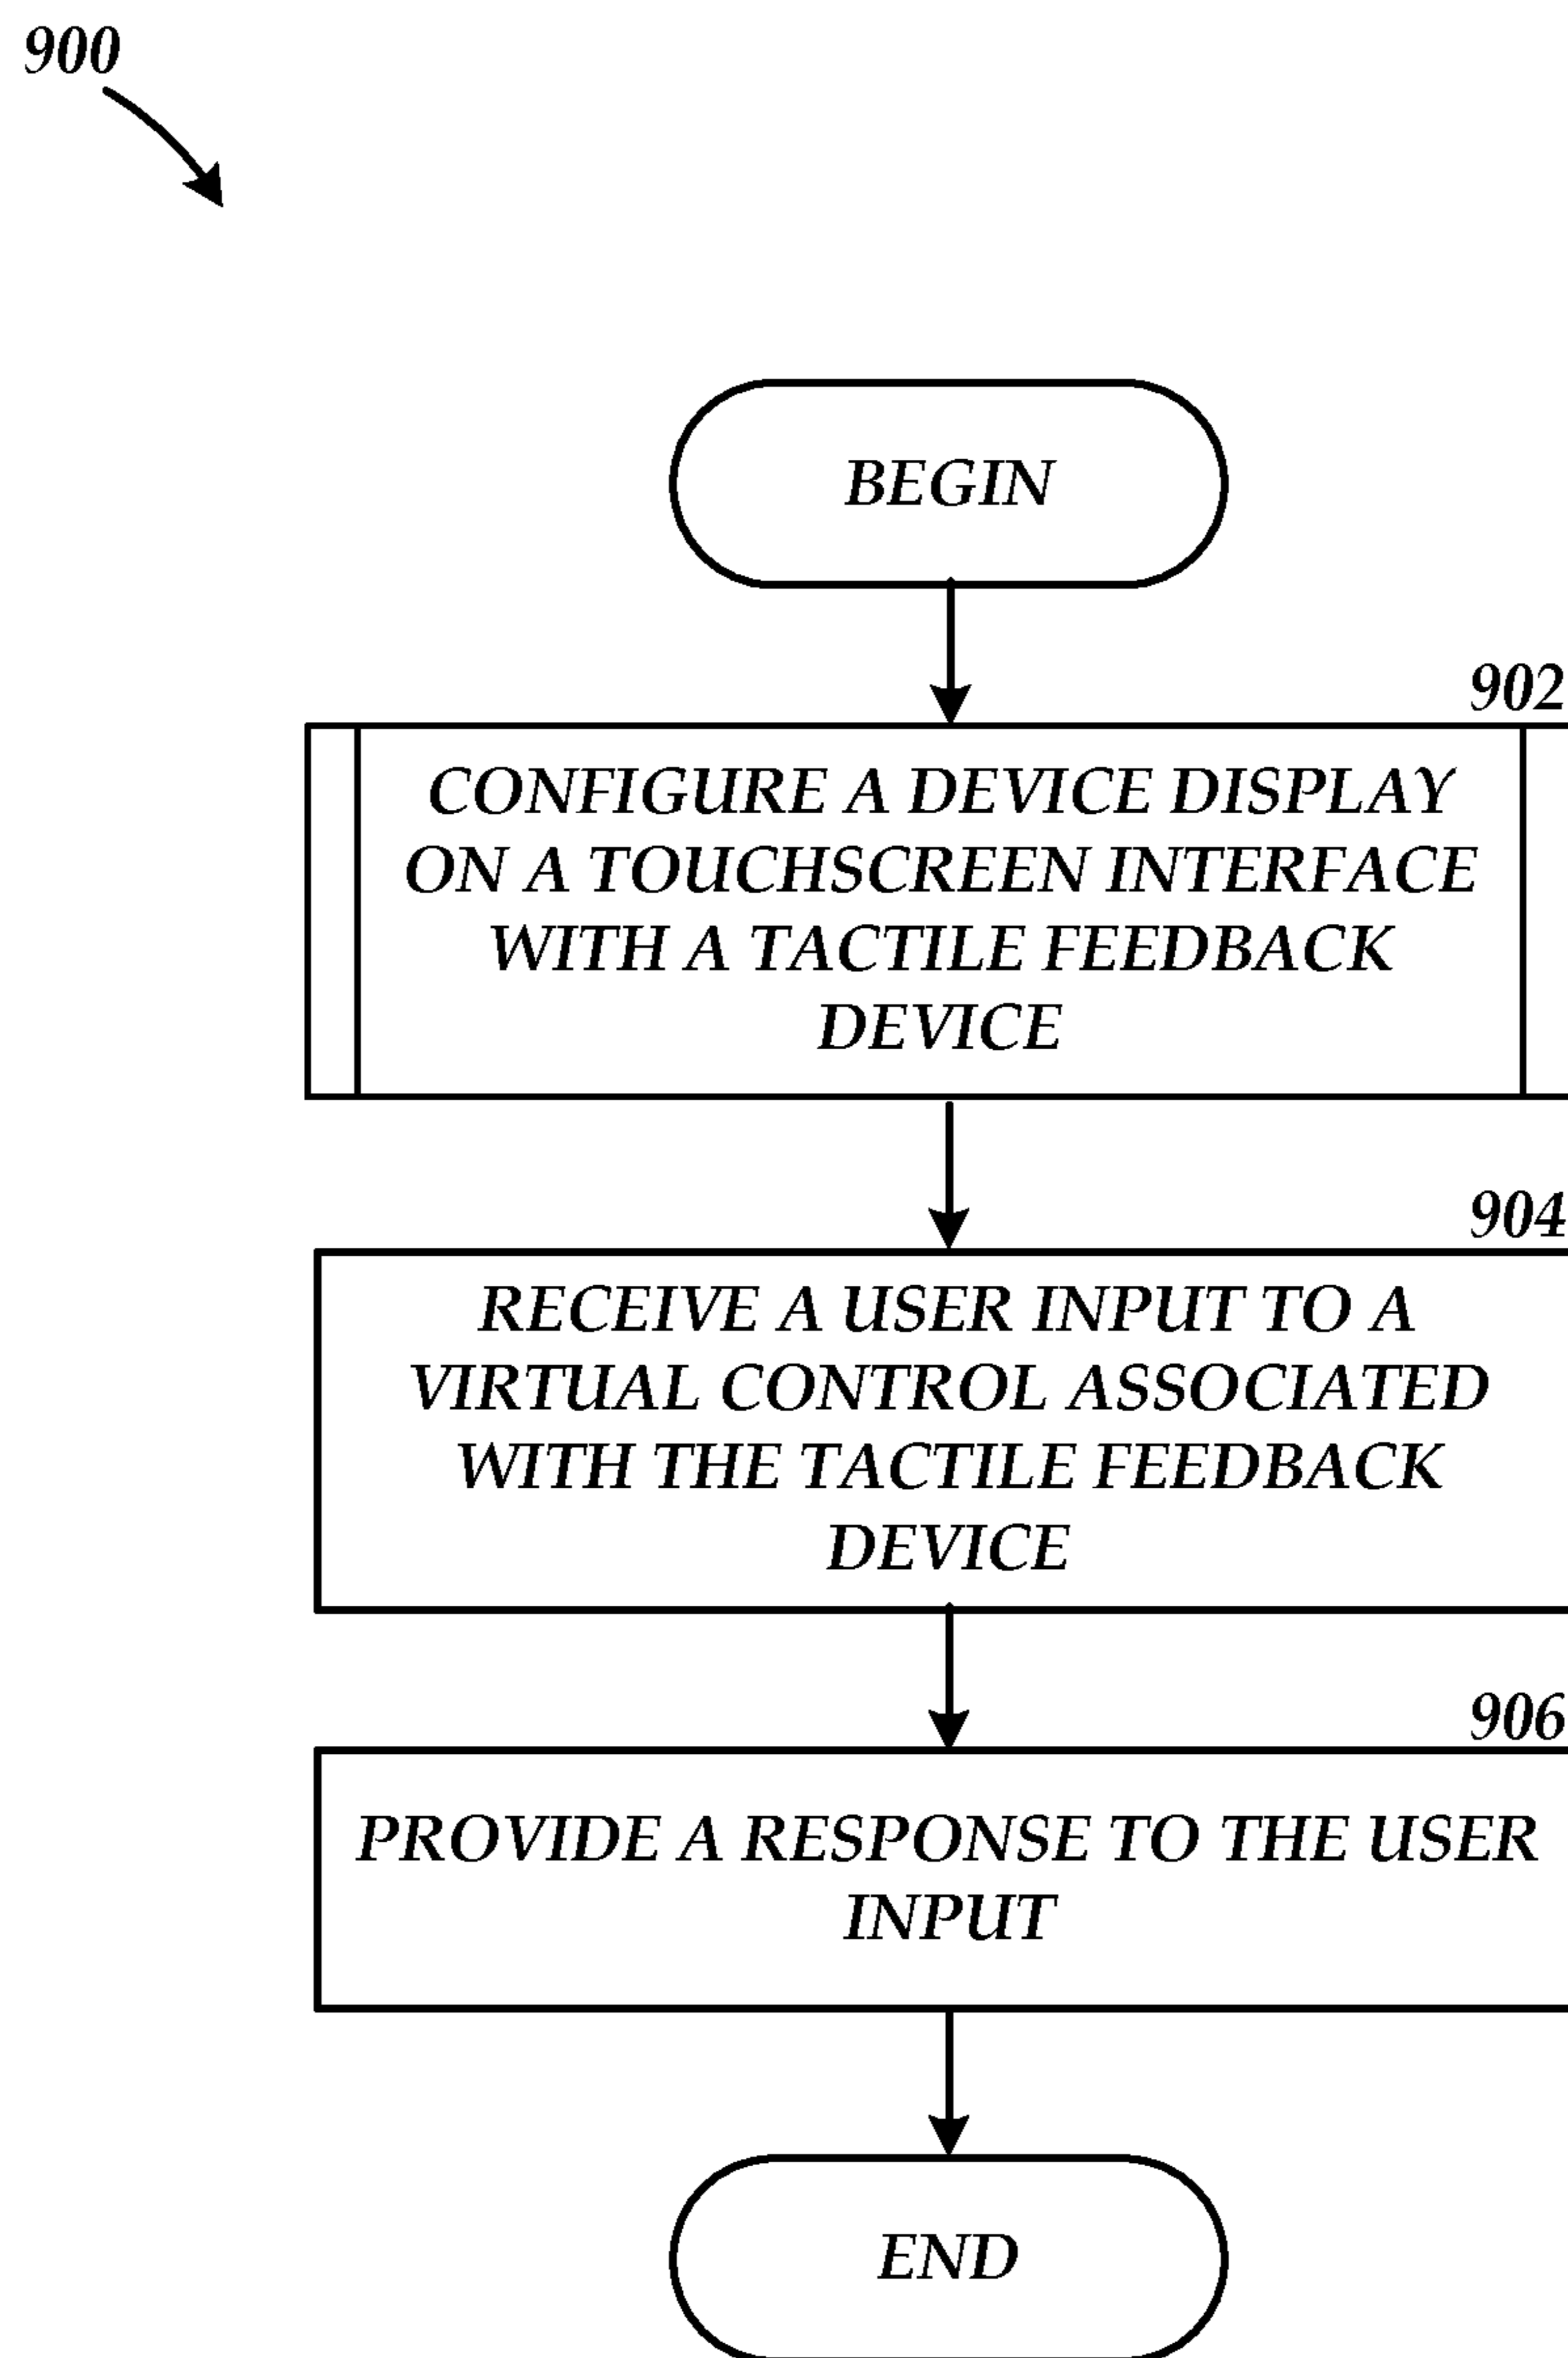 900
BEGIN
902
CONFIGURE A DEVICE DISPLAY
ON A TOUCHSCREEN INTERFACE
WITH A TACTILE FEEDBACK
DEVICE
904
RECEIVE A USER INPUT TO A
VIRTUAL CONTROL ASSOCIATED
WITH THE TACTILE FEEDBACK
DEVICE
906
PROVIDE A RESPONSE TO THE USER
INPUT
END